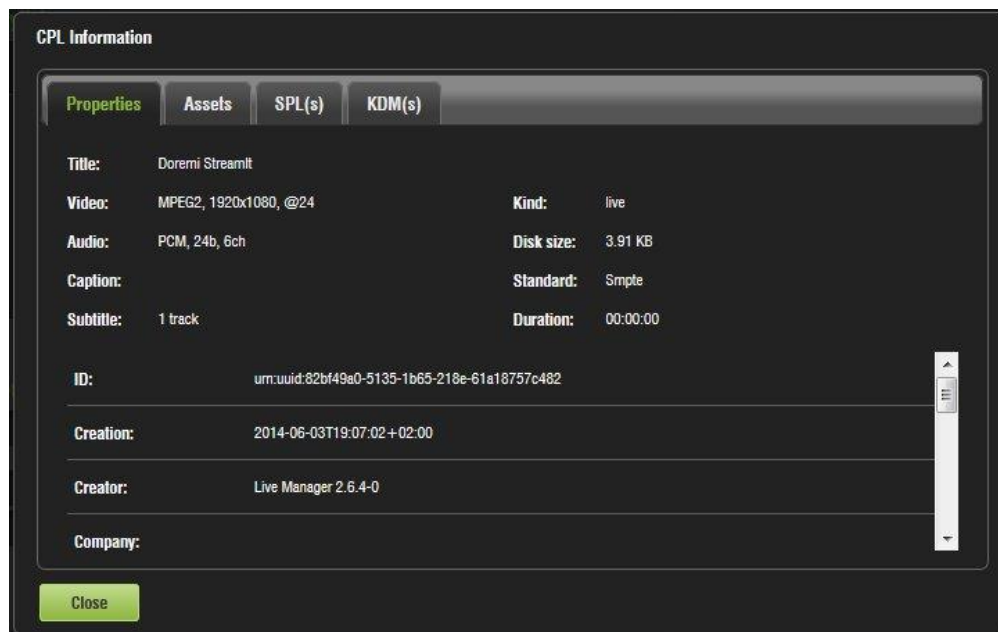 CPL Information
Properties Assets SPL(s) KDM(s)
Title: Doremi StreamIt
Video: MPEG2, 1920x1080, @24 Kind: live
Audio: PCM, 24b, 6ch Disk size: 3.91 KB
Caption: Standard: Smpte
Subtitle: 1 track Duration: 00:00:00
ID: urn:uuid:82bf49a0-5135-1b65-218e-61a18757c482
Creation: 2014-06-03T19:07:02+02:00
Creator: Live Manager 2.6.4-0
Company:
Close